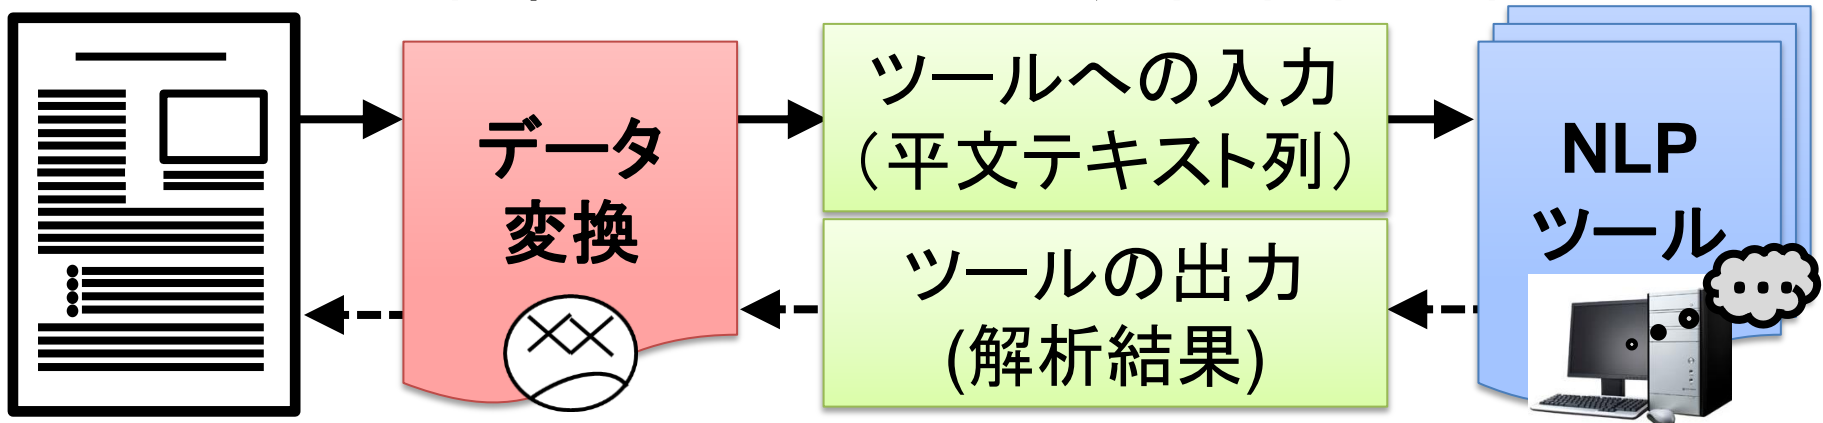 データ
変換
ツールへの入力
（平文テキスト列）
ツールの出力
(解析結果)
NLP
ツール